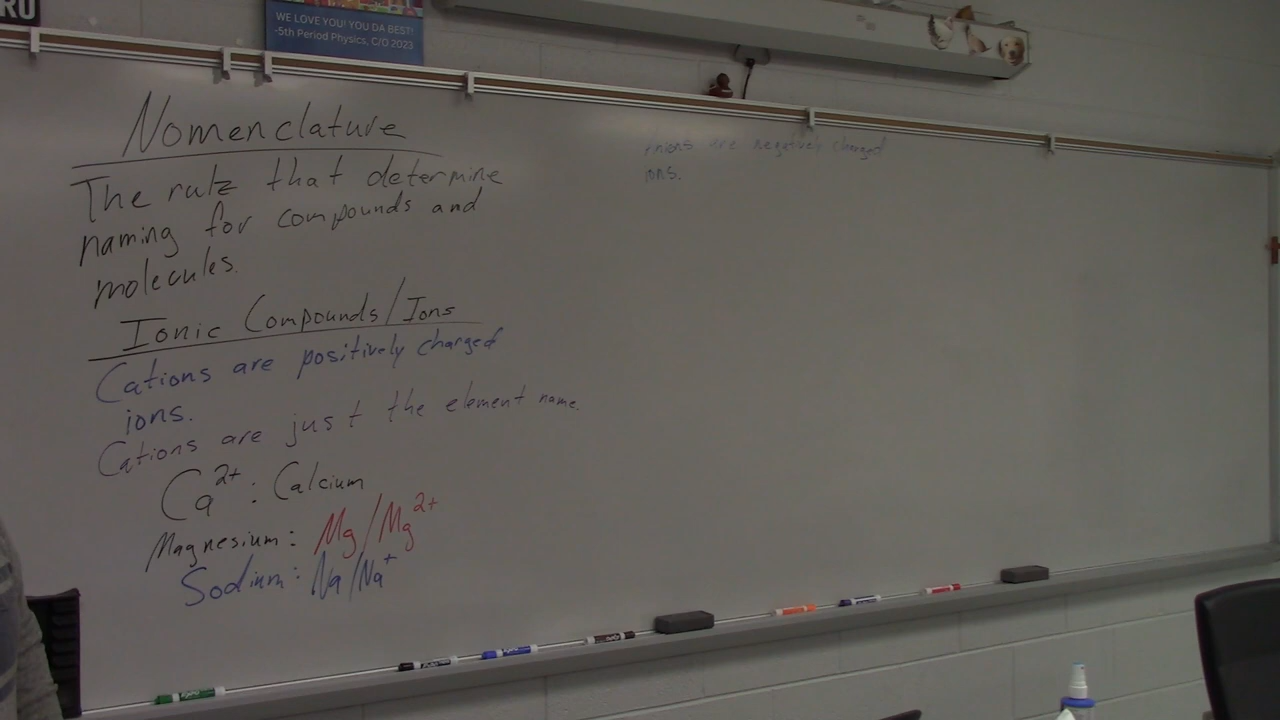 RU
WE LOVE YOU! YOU DA BEST!
-5th Period Physics, C/O 2023
Nomenclature
The rule that determine
naming for compounds and
molecules.
Ionic Compounds/Ions
Cations are positively charged
ions.
Cations are just the element name.
Ca²⁺: Calcium
Magnesium: Mg/Mg²⁺
Sodium: Na/Na⁺
Anions are negatively charged
ions.